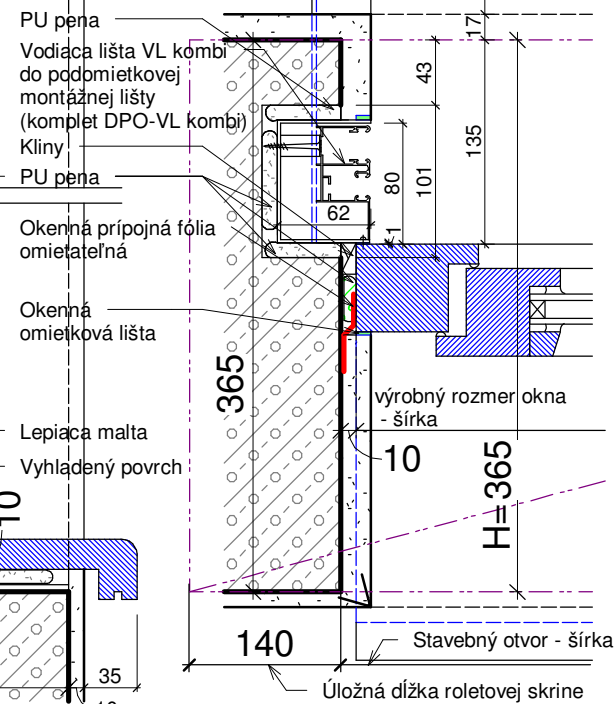 PU pena
Vodiaca lišta VL kombi
do podomietkovej
montážnej lišty
(komplet DPO-VL kombi)
Kliny
PU pena
Okenná prípojná fólia
omietateľná
Okenná
omietková lišta
Lepiaca malta
Vyhladený povrch
17
43
135
101
80
1
62
365
výrobný rozmer okna
- šírka
10
H=365
10
140
Stavebný otvor - šírka
Úložná dĺžka roletovej skrine
35